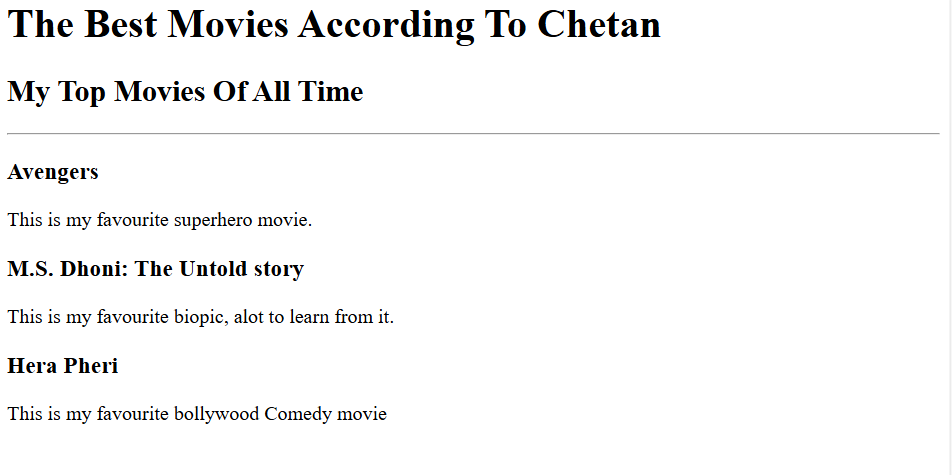 The Best Movies According To Chetan
My Top Movies Of All Time
Avengers
This is my favourite superhero movie.
M.S. Dhoni: The Untold story
This is my favourite biopic, alot to learn from it.
Hera Pheri
This is my favourite bollywood Comedy movie